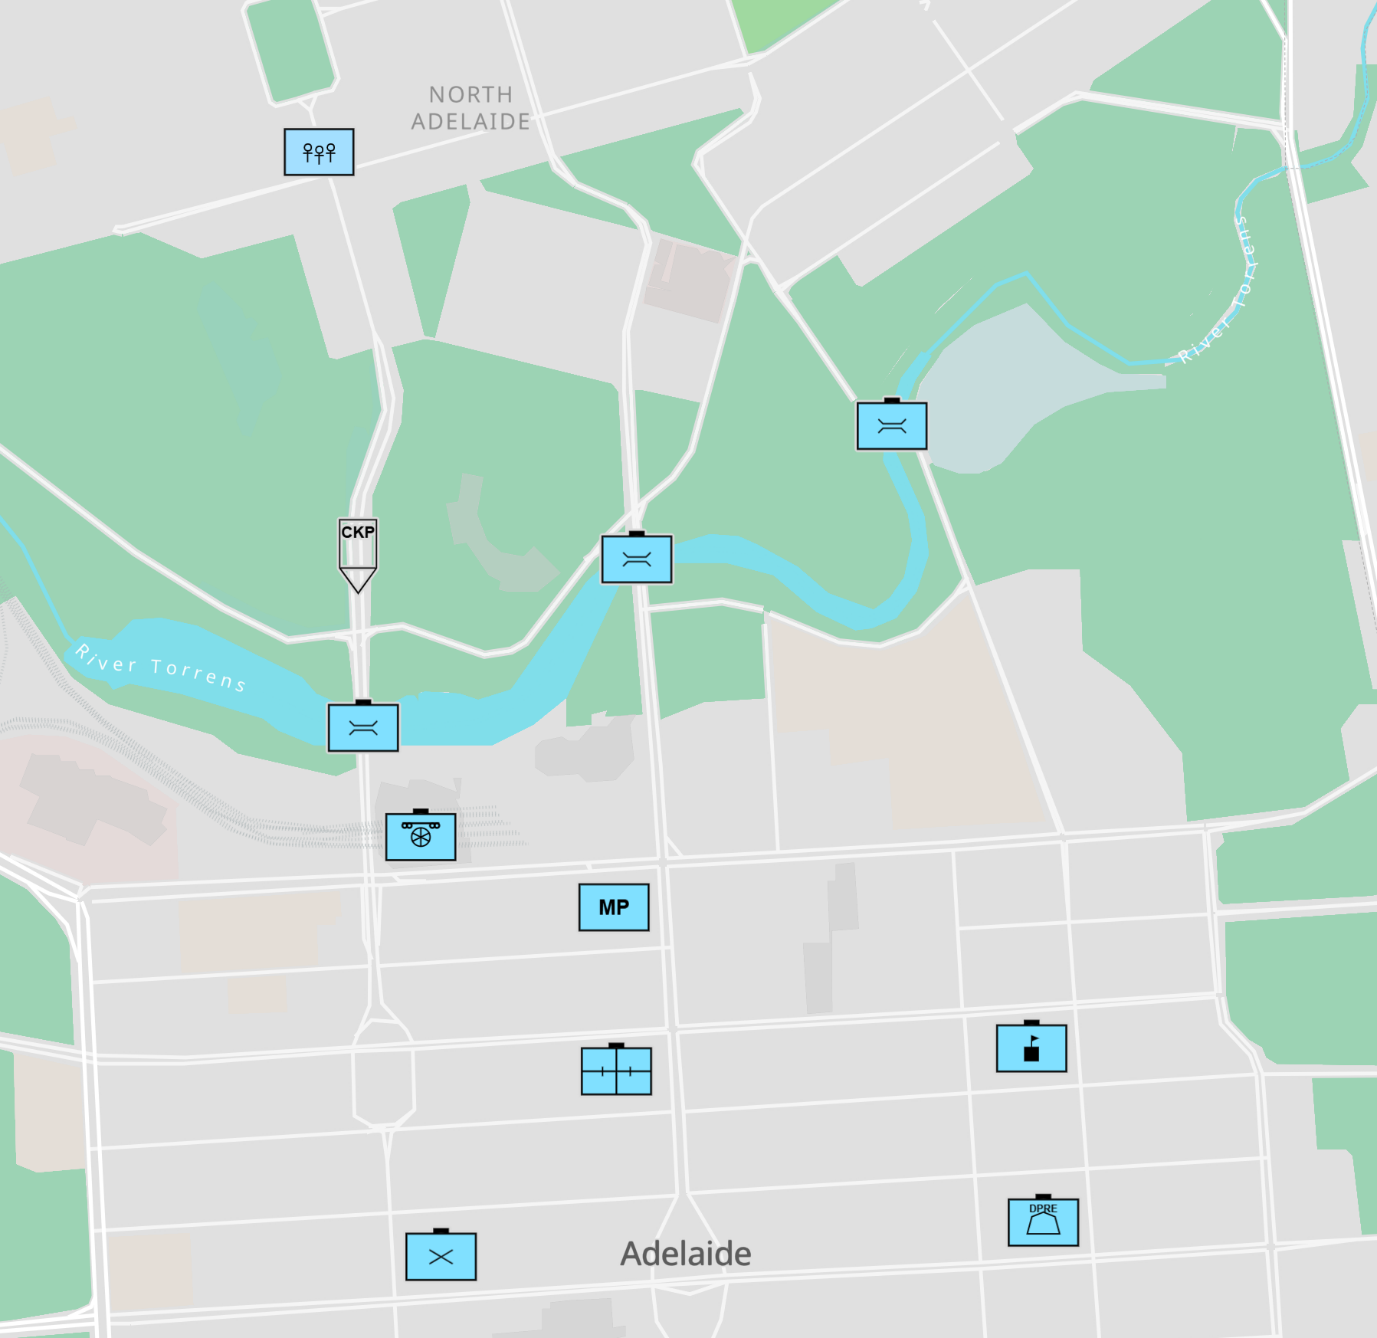 NORTH
ADELAIDE
River Torrens
CKP
River Torrens
MP
DPRE
Adelaide